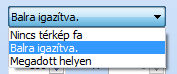 Balra igazítva.
Nincs térkép fa
Balra igazítva.
Megadott helyen